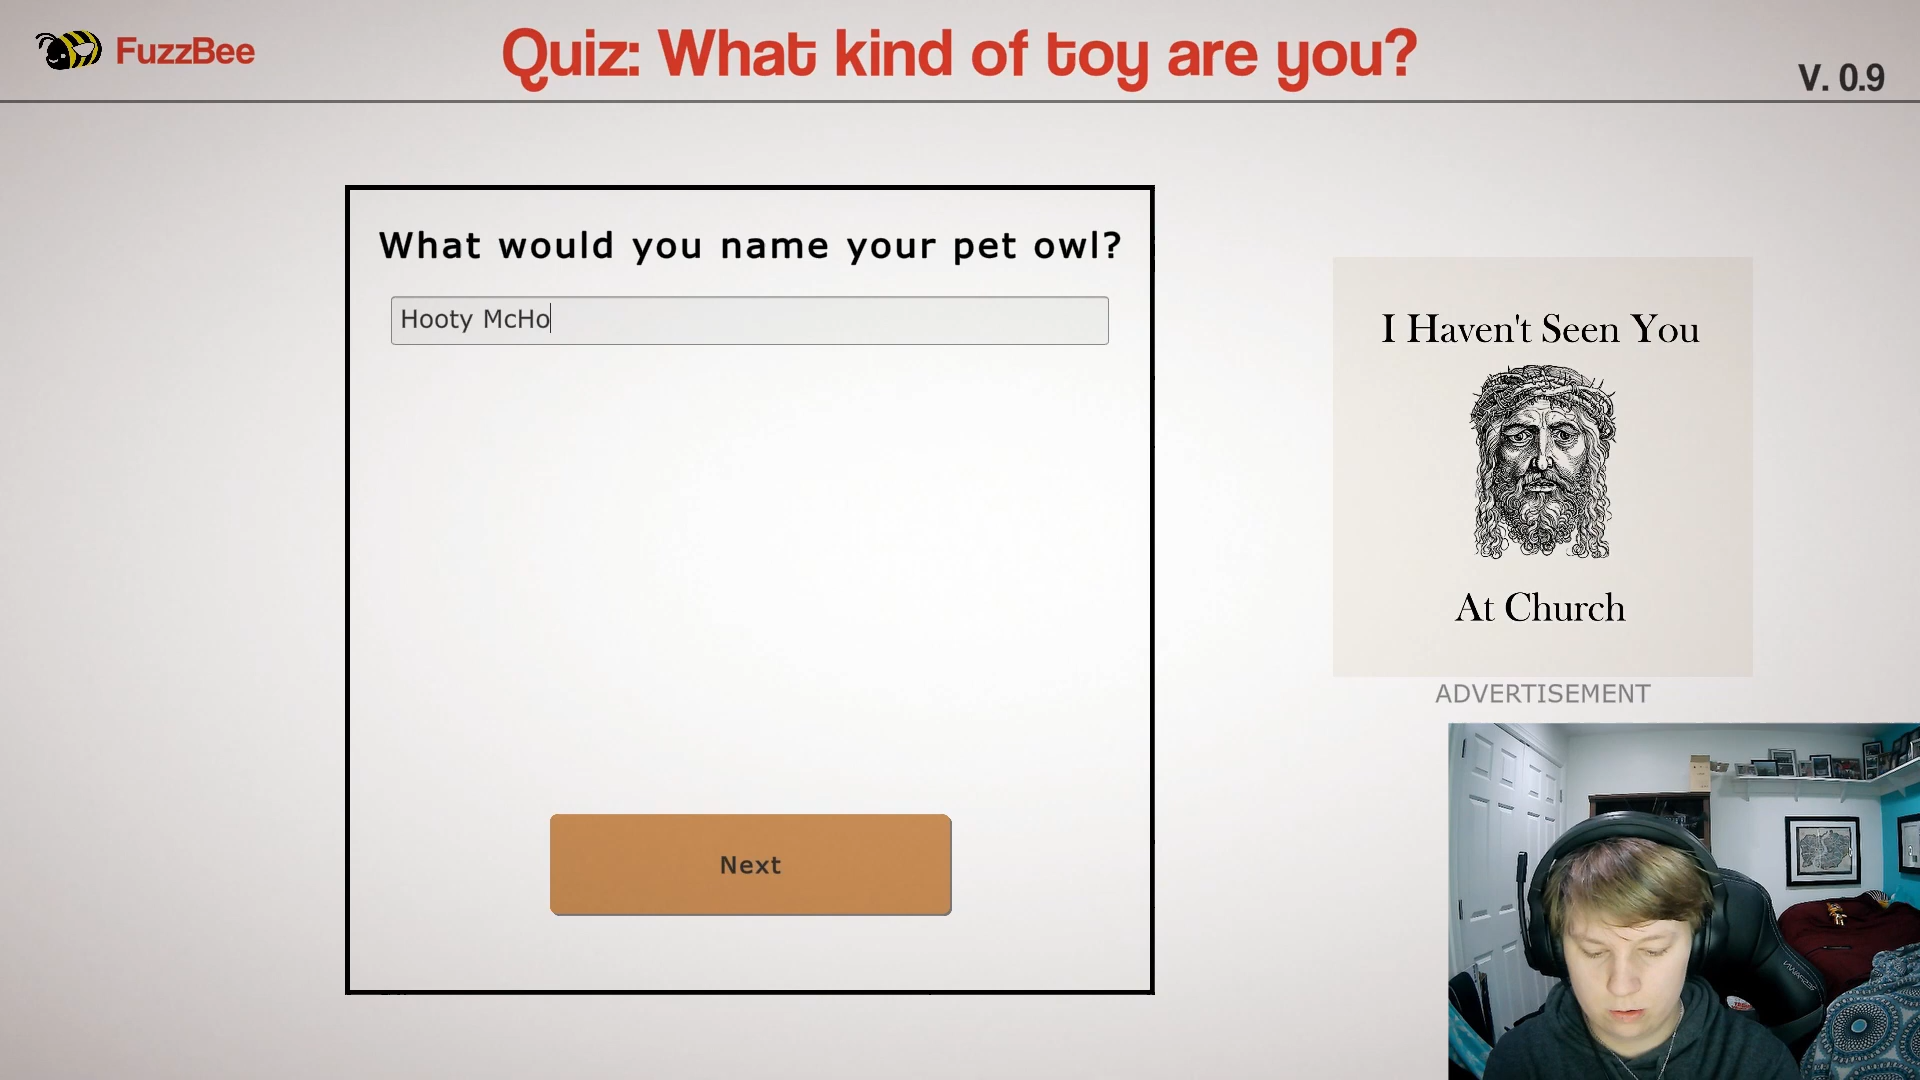 FuzzBee
Quiz: What kind of toy are you?
V. 0.9
What would you name your pet owl?
Hooty McHo
Next
I Haven't Seen You
At Church
ADVERTISEMENT